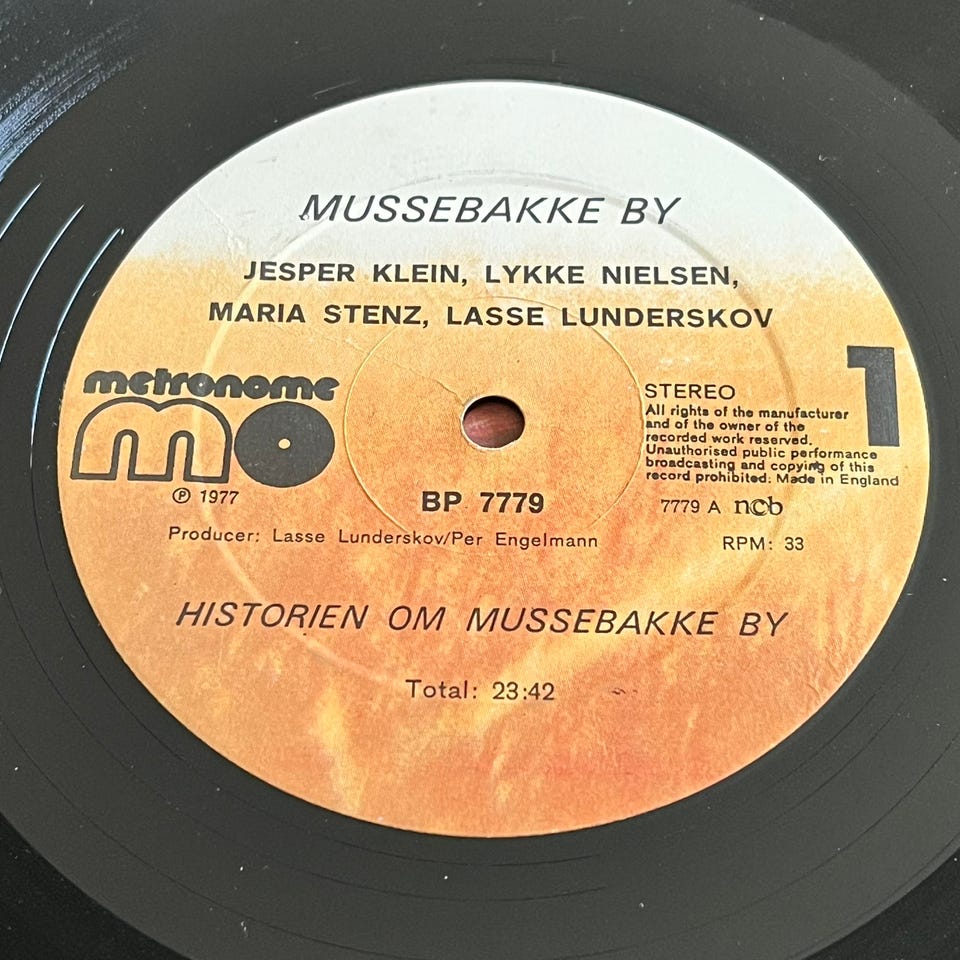 MUSSEBAKKE BY
JESPER KLEIN, LYKKE NIELSEN,
MARIA STENZ, LASSE LUNDERSKOV
metronome
mo
℗ 1977
BP 7779
1
STEREO
All rights of the manufacturer
and of the owner of the
recorded work reserved.
Unauthorised public performance
broadcasting and copying of this
record prohibited. Made in England
7779 A ncb
Producer: Lasse Lunderskov/Per Engelmann
RPM: 33
HISTORIEN OM MUSSEBAKKE BY
Total: 23:42